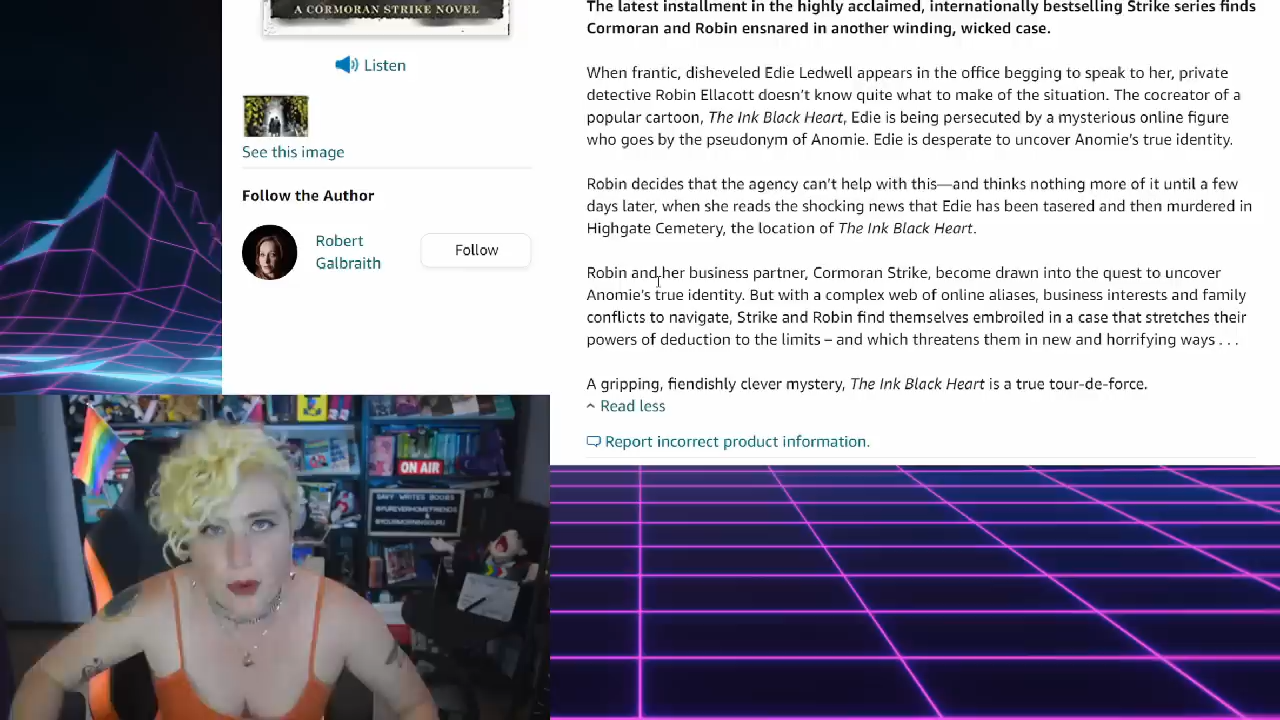 A CORMORAN STRIKE NOVEL
Listen
See this image
Follow the Author
Robert
Galbraith
Follow
The latest installment in the highly acclaimed, internationally bestselling Strike series finds
Cormoran and Robin ensnared in another winding, wicked case.
When frantic, disheveled Edie Ledwell appears in the office begging to speak to her, private
detective Robin Ellacott doesn’t know quite what to make of the situation. The cocreator of a
popular cartoon, The Ink Black Heart, Edie is being persecuted by a mysterious online figure
who goes by the pseudonym of Anomie. Edie is desperate to uncover Anomie’s true identity.
Robin decides that the agency can’t help with this—and thinks nothing more of it until a few
days later, when she reads the shocking news that Edie has been tasered and then murdered in
Highgate Cemetery, the location of The Ink Black Heart.
Robin and her business partner, Cormoran Strike, become drawn into the quest to uncover
Anomie’s true identity. But with a complex web of online aliases, business interests and family
conflicts to navigate, Strike and Robin find themselves embroiled in a case that stretches their
powers of deduction to the limits – and which threatens them in new and horrifying ways . . .
A gripping, fiendishly clever mystery, The Ink Black Heart is a true tour-de-force.
Read less
Report incorrect product information.
ON AIR
SAVY WRITES BOOKS
@FUREVERHOMEFRIENDS
&
@YOURMORNINGGURU